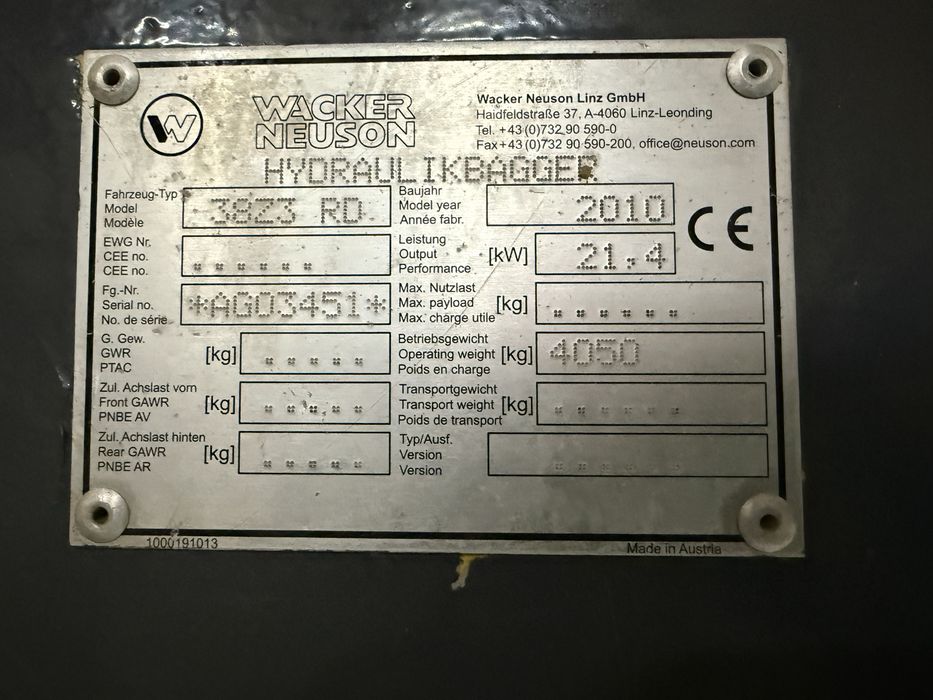 W
WACKER
NEUSON
Wacker Neuson Linz GmbH
Haidfeldstraße 37, A-4060 Linz-Leonding
Tel. +43(0)732 90 590-0
Fax+43(0)732 90 590-200, office@neuson.com
HYDRAULIKBAGGER
Fahrzeug-Typ
Model
Modèle
38Z3 RD
Baujahr
Model year
Année fabr.
2010
CE
EWG Nr.
CEE no.
CEE no.
......
Leistung
Output
Performance
[kW]
21,4
Fg.-Nr.
Serial no.
No. de série
*AG03451*
Max. Nutzlast
Max. payload
Max. charge utile
[kg]
......
G. Gew.
GWR
PTAC
[kg]
.....
Betriebsgewicht
Operating weight
Poids en charge
[kg]
4050
Zul. Achslast vorn
Front GAWR
PNBE AV
[kg]
.....
Transportgewicht
Transport weight
Poids de transport
[kg]
......
Zul. Achslast hinten
Rear GAWR
PNBE AR
[kg]
.....
Typ/Ausf.
Version
Version
......
1000191013
Made in Austria